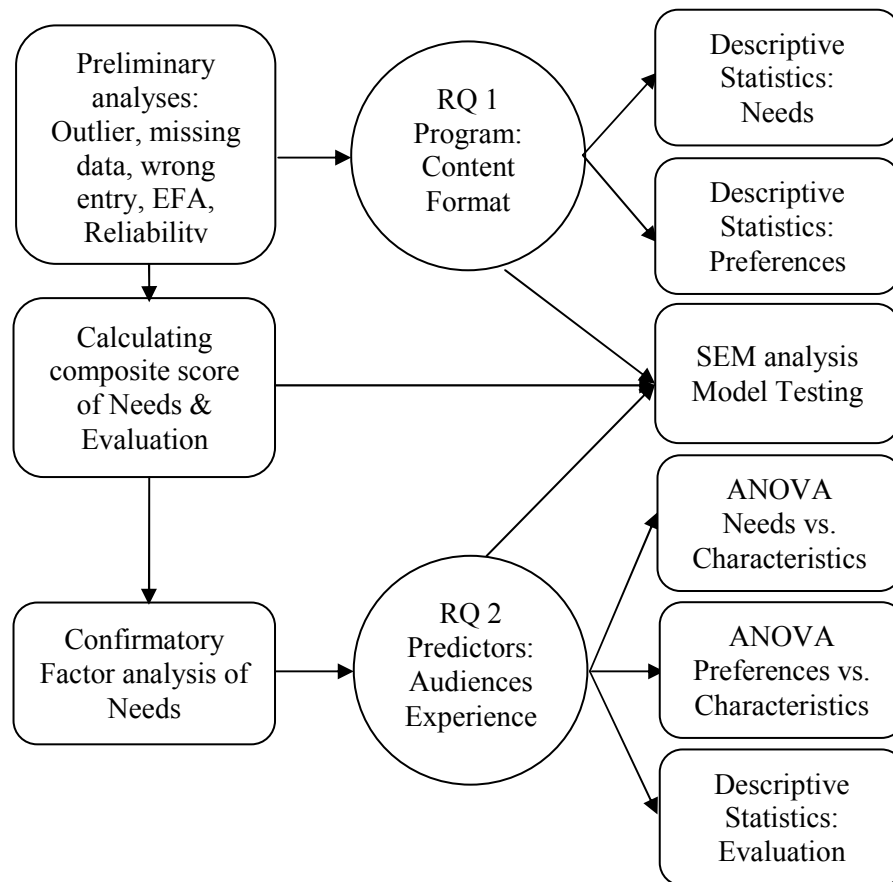 Preliminary
analyses:
Outlier, missing
data, wrong
entry, EFA,
Reliability
RQ 1
Program:
Content
Format
Descriptive
Statistics:
Needs
Descriptive
Statistics:
Preferences
Calculating
composite score
of Needs &
Evaluation
SEM analysis
Model Testing
ANOVA
Needs vs.
Characteristics
Confirmatory
Factor analysis of
Needs
RQ 2
Predictors:
Audiences
Experience
ANOVA
Preferences vs.
Characteristics
Descriptive
Statistics:
Evaluation